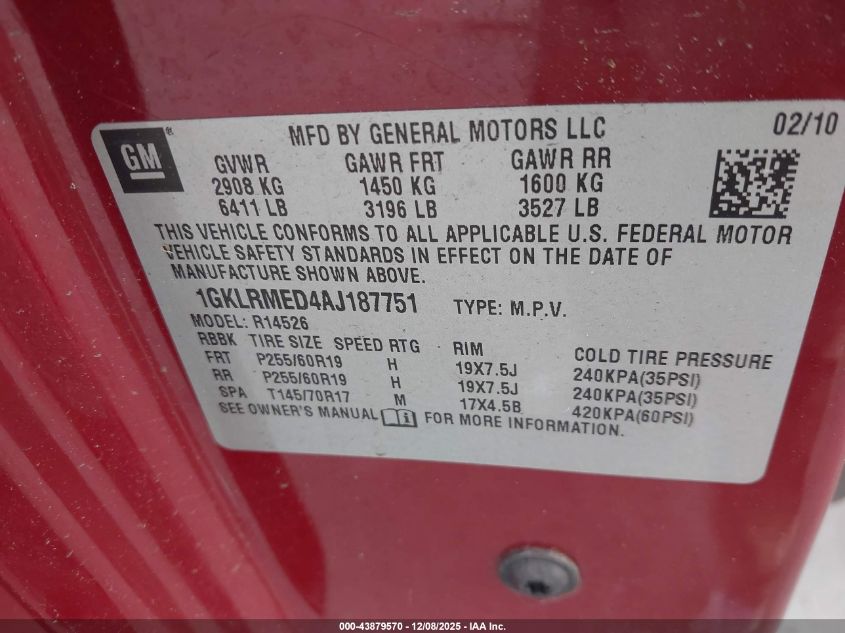 GM® MFD BY GENERAL MOTORS LLC 02/10
GVWR GAWR FRT GAWR RR
2908 KG 1450 KG 1600 KG
6411 LB 3196 LB 3527 LB
THIS VEHICLE CONFORMS TO ALL APPLICABLE U.S. FEDERAL MOTOR
VEHICLE SAFETY STANDARDS IN EFFECT ON THE DATE OF
MANUFACTURE SHOWN ABOVE.
1GKLRMED4AJ187751 TYPE: M.P.V.
MODEL: R14526
RBBK TIRE SIZE SPEED RTG RIM COLD TIRE PRESSURE
FRT P255/60R19 H 19X7.5J 240KPA(35PSI)
RR P255/60R19 H 19X7.5J 240KPA(35PSI)
SPA T145/70R17 M 17X4.5B 420KPA(60PSI)
SEE OWNER'S MANUAL FOR MORE INFORMATION.
000-43879570 - 12/08/2025 - IAA Inc.